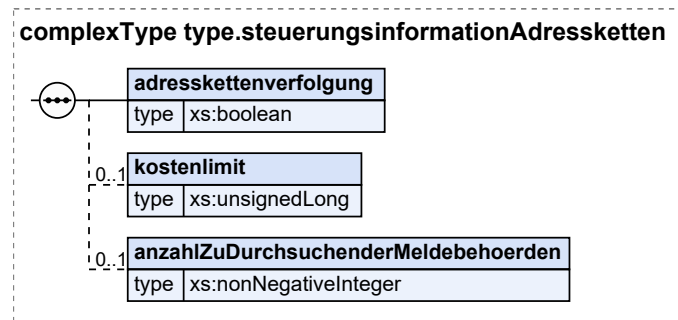 complexType type.steuerungsinformationAdressketten
adresskettenverfolgung
type xs:boolean
0..1 kostenlimit
type xs:unsignedLong
0..1 anzahlZuDurchsuchenderMeldebehoerden
type xs:nonNegativeInteger